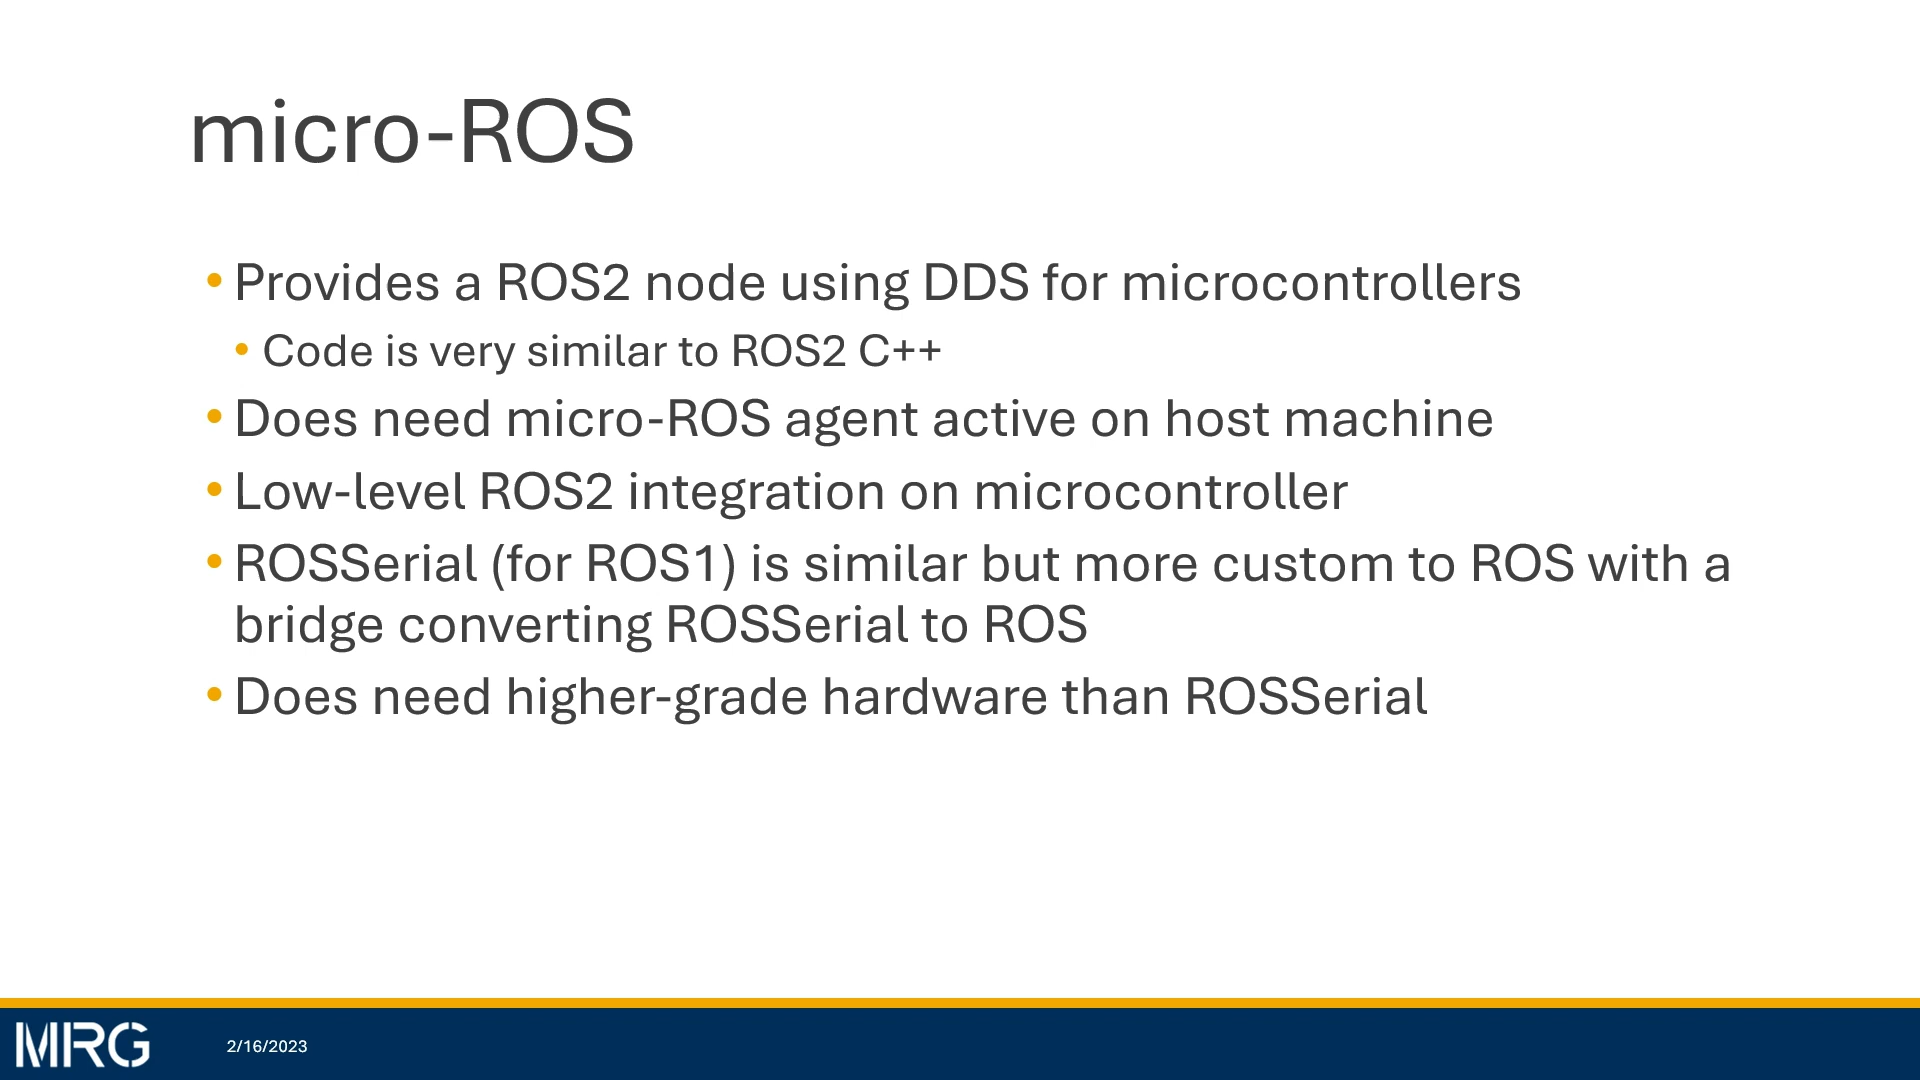 micro-ROS
• Provides a ROS2 node using DDS for microcontrollers
• Code is very similar to ROS2 C++
• Does need micro-ROS agent active on host machine
• Low-level ROS2 integration on microcontroller
• ROSSerial (for ROS1) is similar but more custom to ROS with a
bridge converting ROSSerial to ROS
• Does need higher-grade hardware than ROSSerial
MRG
2/16/2023